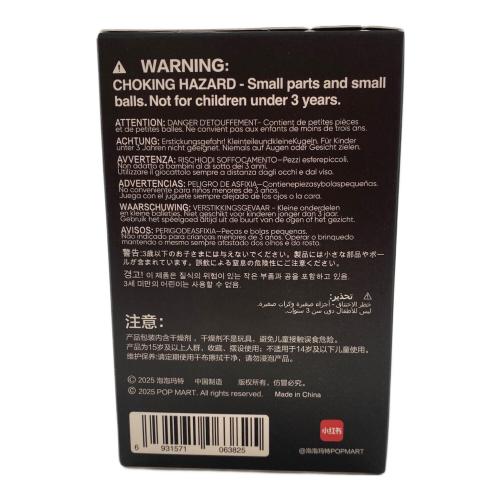 ⚠ WARNING:
CHOKING HAZARD - Small parts and small
balls. Not for children under 3 years.
ATTENTION: DANGER D'ETOUFFEMENT- Contient de petites pièces
et de petites balles. Ne convient pas aux enfants de moins de trois ans.
ACHTUNG: Erstickungsgefahr! KleinteileundkleineKugeln. Für Kinder
unter 3 Jahren nicht geeignet. Niemals auf Augen oder Gesicht zielen.
AVVERTENZA: RISCHIODI SOFFOCAMENTO-Pezzi esferepiccoli.
Non adatto a bambini al di sotto dei 3 anni.
Utilizzare il giocattolo sempre a distanza dagli occhi e dal viso.
ADVERTENCIAS: PELIGRO DE ASFIXIA-Contienepiezasybolaspequeñas.
No conveniente para niños menores de 3 años.
Juega con el juguete siempre alejado de los ojos o la cara.
WAARSCHUWING: VERSTIKKINGSGEVAAR - Kleine onderdelen
en kleine balletjes. Niet geschikt voor kinderen jonger dan 3 jaar.
Gebruik het speelgoed altijd uit de buurt van de ogen of het gezicht.
AVISOS: PERIGODEASFIXIA-Peças e bolas pequenas.
Não indicado para crianças menores de 3 años. Operar o brinquedo
mantendo o mesmo sempre afastado dos olhos e do rosto.
警告: 3歳以下のお子さまには与えないでください。製品には小さな部品やボー
ルが含まれています。誤飲による窒息の危険性にご注意ください。
경고! 이 제품은 질식의 위험이 있는 작은 부품과 공을 포함하고 있음.
3세 미만의 어린이는 사용할 수 없음.
⚠ تحذير:
خطر الاختناق - أجزاء صغيرة وكرات صغيرة.
ليس للأطفال دون سن 3 سنوات.
注意:
产品包装内含干燥剂，干燥剂不是玩具，避免儿童接触误食危险。
产品为15岁及以上人群，收藏、摆设使用；不适用于14岁及以下儿童使用。
维护保养:请定期使用干布擦拭干净，请勿浸泡产品。
© 2025 泡泡玛特 中国制造 版权所有，仿冒必究。
© 2025 POP MART. All rights reserved. Made in China
6 931571 063825
小红书
@泡泡玛特POPMART